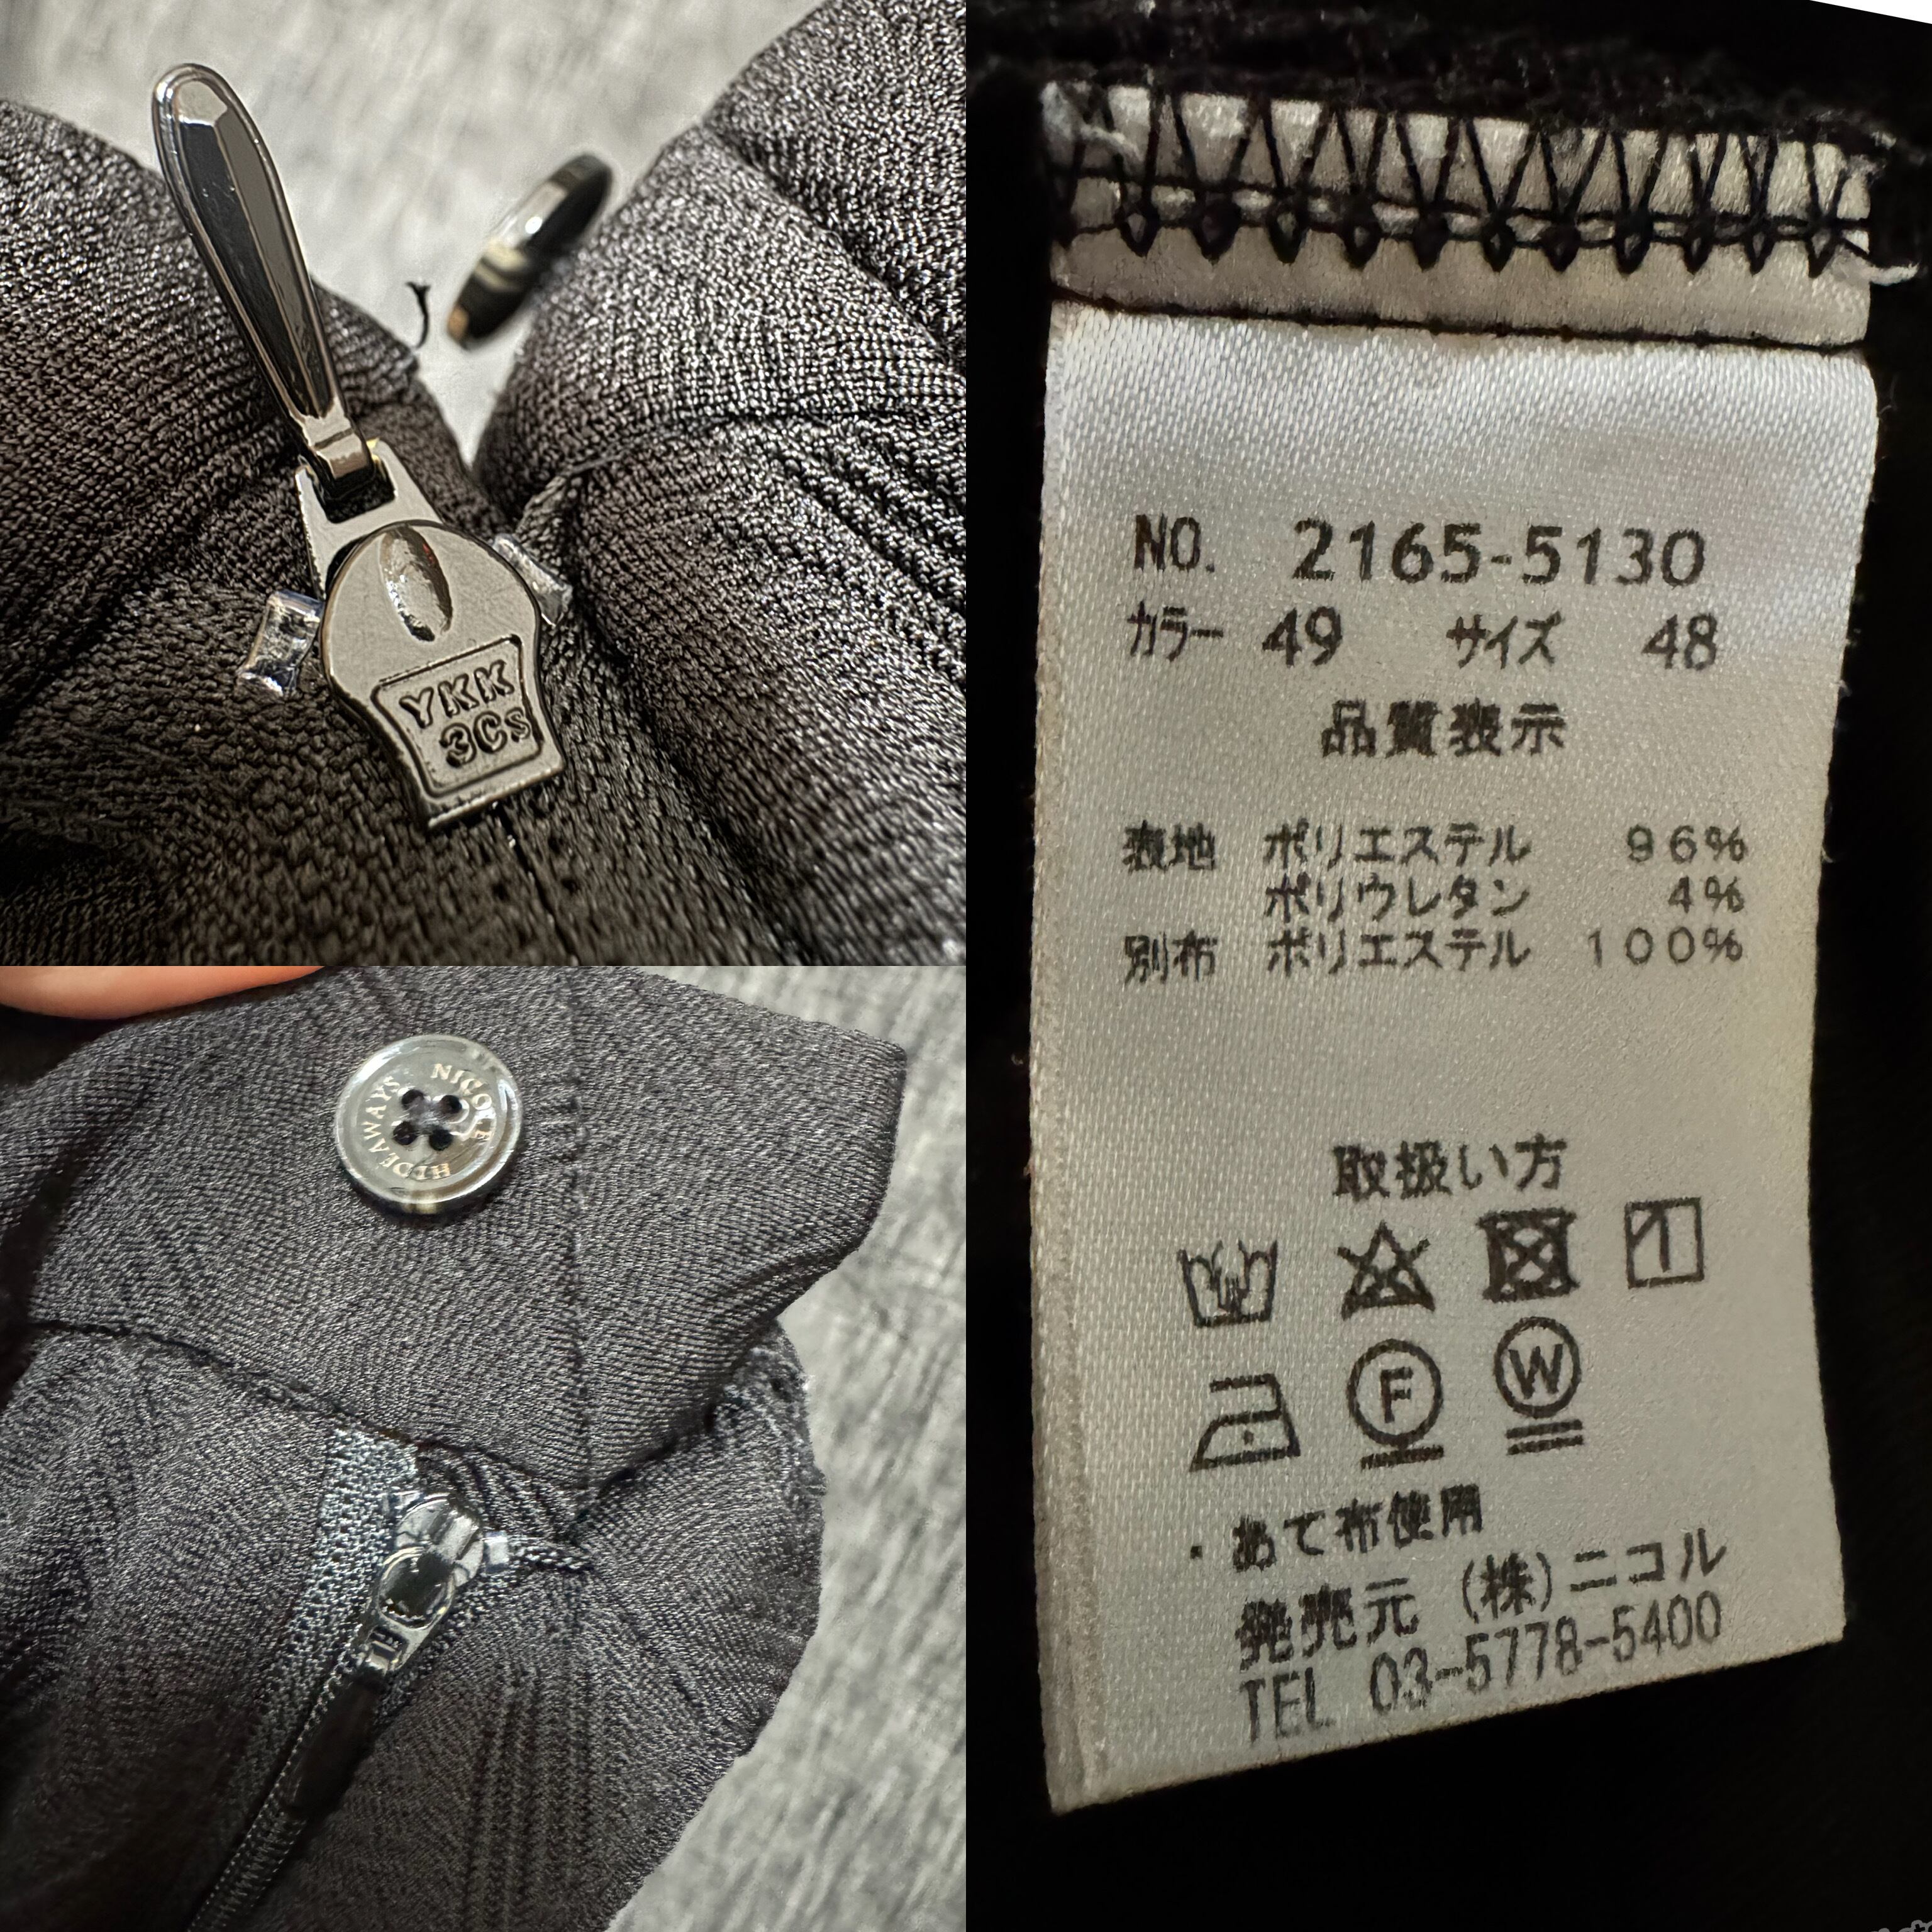 YKK
3Cs
NICOLE
HIDEAWAYS
NO. 2165-5130
カラー 49 サイズ 48
品質表示
表地 ポリエステル 96%
ポリウレタン 4%
別布 ポリエステル 100%
取扱い方
F
W
・あて布使用
発売元 (株)ニコル
TEL 03-5778-5400